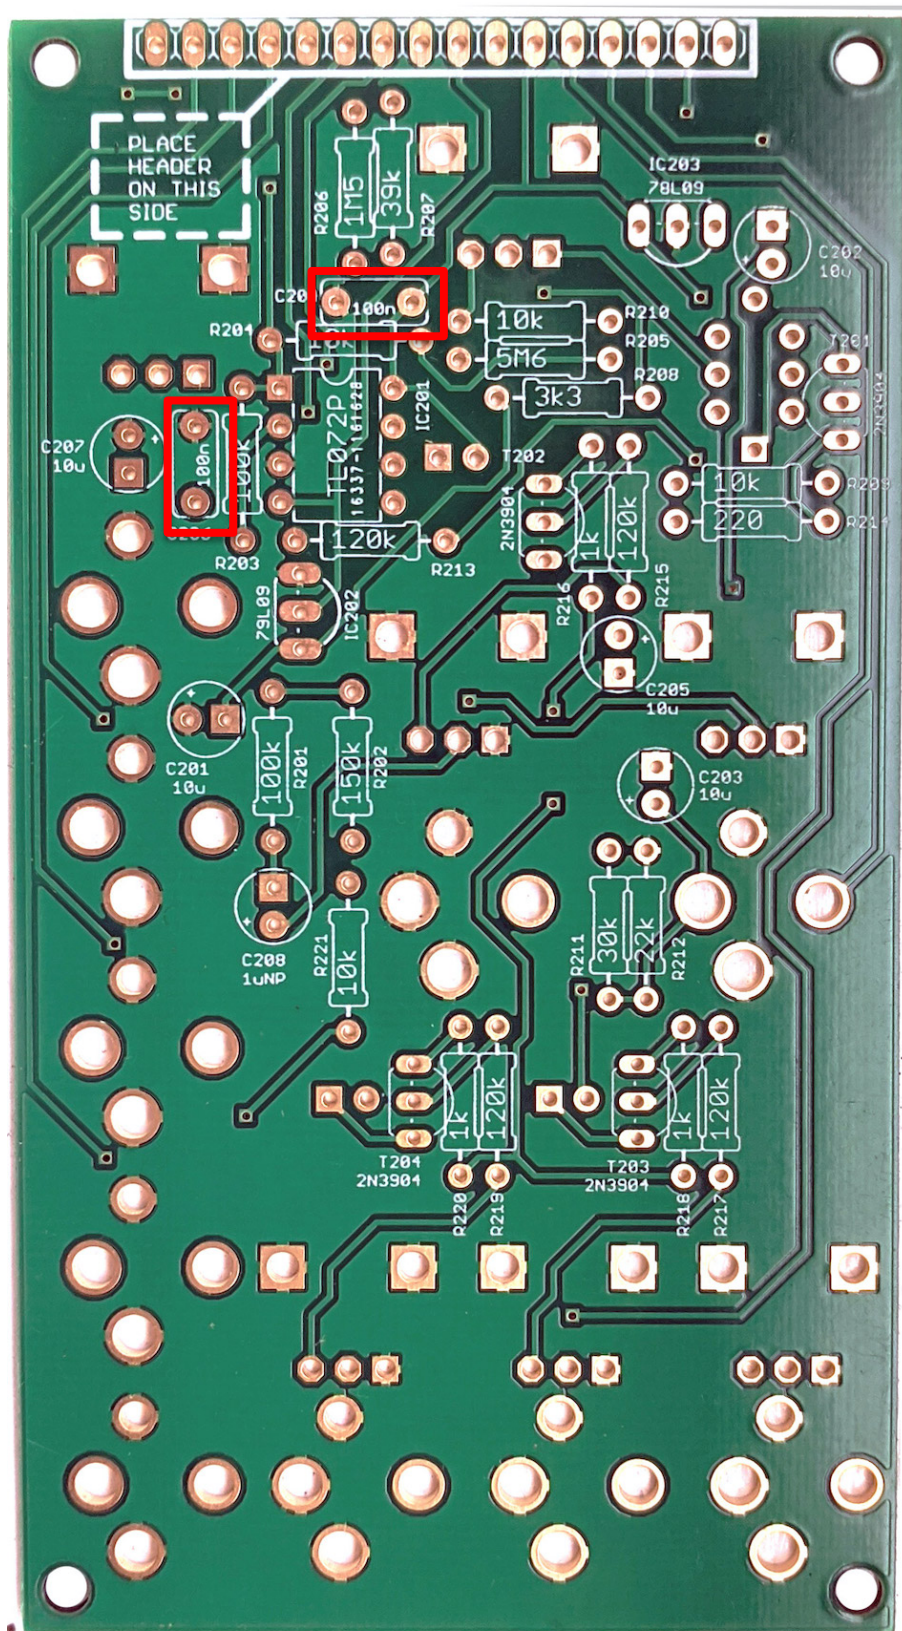 PLACE
HEADER
ON THIS
SIDE
R206
1M5
39k
R207
IC203
78L09
C202
10u
100n
R204
10k
R210
5M6
R205
R208
3k3
T201
2N3904
IC201
TL072P
16337-1161628
C207
10u
100n
100k
R203
T202
2N3904
10k
R209
220
R214
120k
R213
1k
120k
R216
R215
79L09
IC202
C205
10u
C201
10u
100k
R201
150k
R202
C203
10u
C208
1uNP
R221
10k
R211
30k
22k
R212
1k
120k
T204
2N3904
R220
R219
1k
120k
T203
2N3904
R218
R217